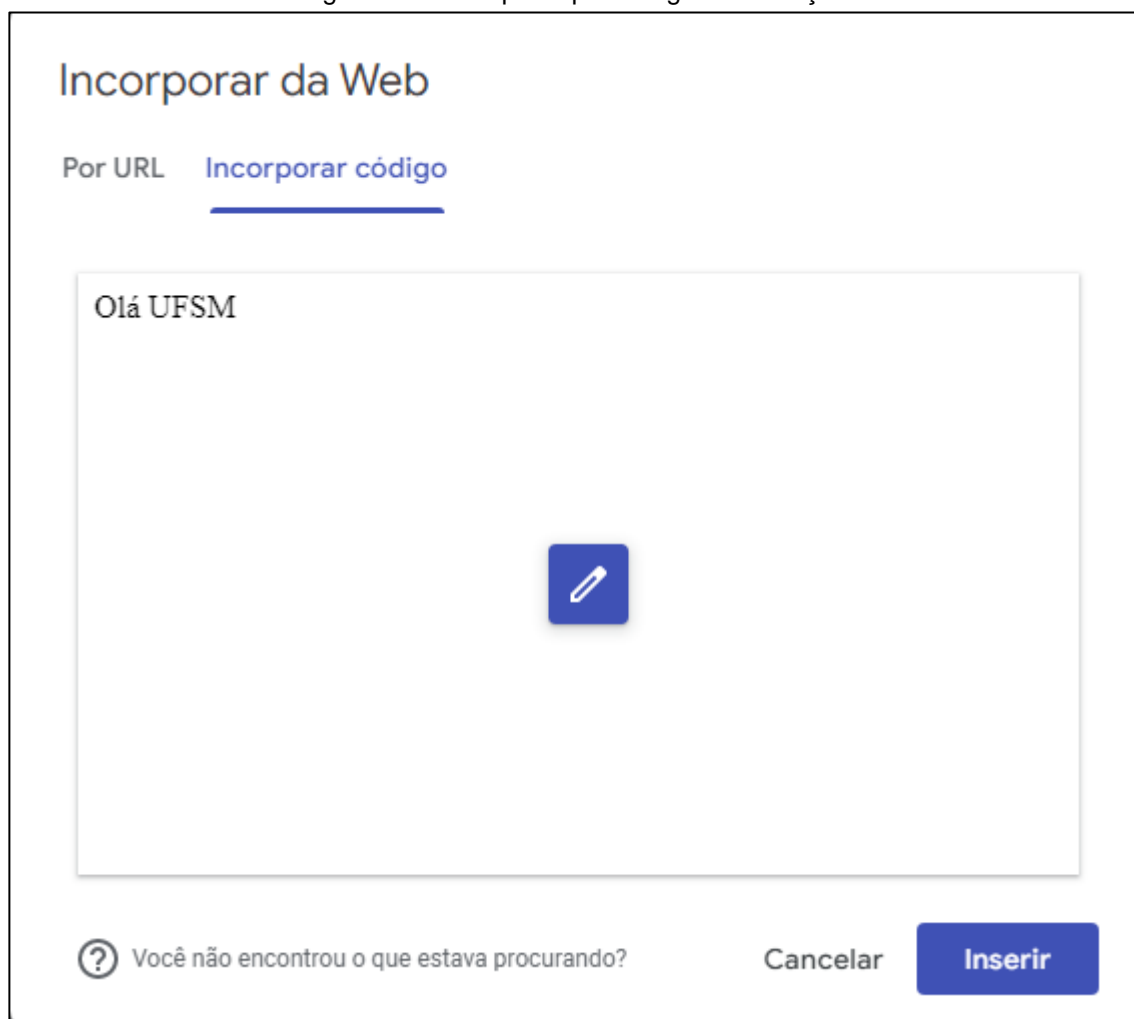 Incorporar da Web
Por URL Incorporar código
Olá UFSM
Você não encontrou o que estava procurando? Cancelar Inserir